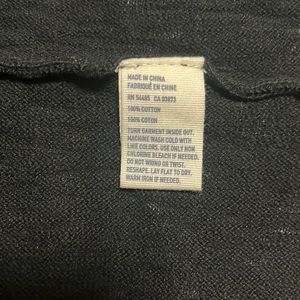 MADE IN CHINA
FABRIQUÉ EN CHINE
RN 54485 CA 03873
100% COTTON
100% COTON
TURN GARMENT INSIDE OUT.
MACHINE WASH COLD WITH
LIKE COLORS. USE ONLY NON
CHLORINE BLEACH IF NEEDED.
DO NOT WRING OR TWIST.
RESHAPE. LAY FLAT TO DRY.
WARM IRON IF NEEDED.